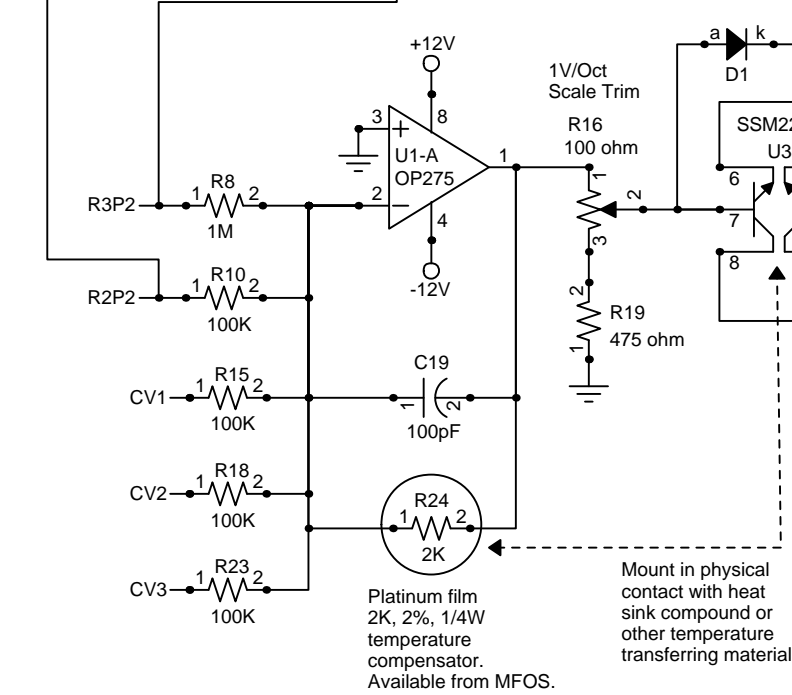 +12V
a
k
D1
1V/Oct
Scale Trim
R16
100 ohm
3
+
8
U1-A
OP275
1
2
−
4
-12V
1
2
3
SSM22
U3
6
7
8
R3P2
1
R8
2
1M
R2P2
1
R10
2
100K
2
R19
475 ohm
1
CV1
1
R15
2
100K
C19
1
2
100pF
CV2
1
R18
2
100K
R24
1
2
2K
CV3
1
R23
2
100K
Platinum film
2K, 2%, 1/4W
temperature
compensator.
Available from MFOS.
Mount in physical
contact with heat
sink compound or
other temperature
transferring material